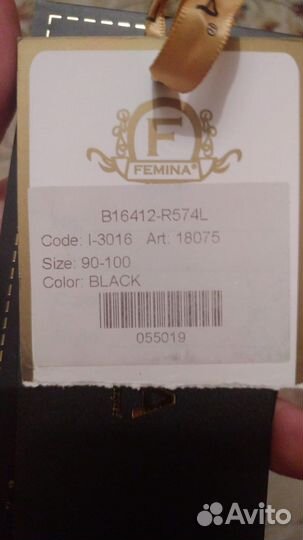 F
FEMINA®
B16412-R574L
Code: I-3016 Art: 18075
Size: 90-100
Color: BLACK
055019
Avito